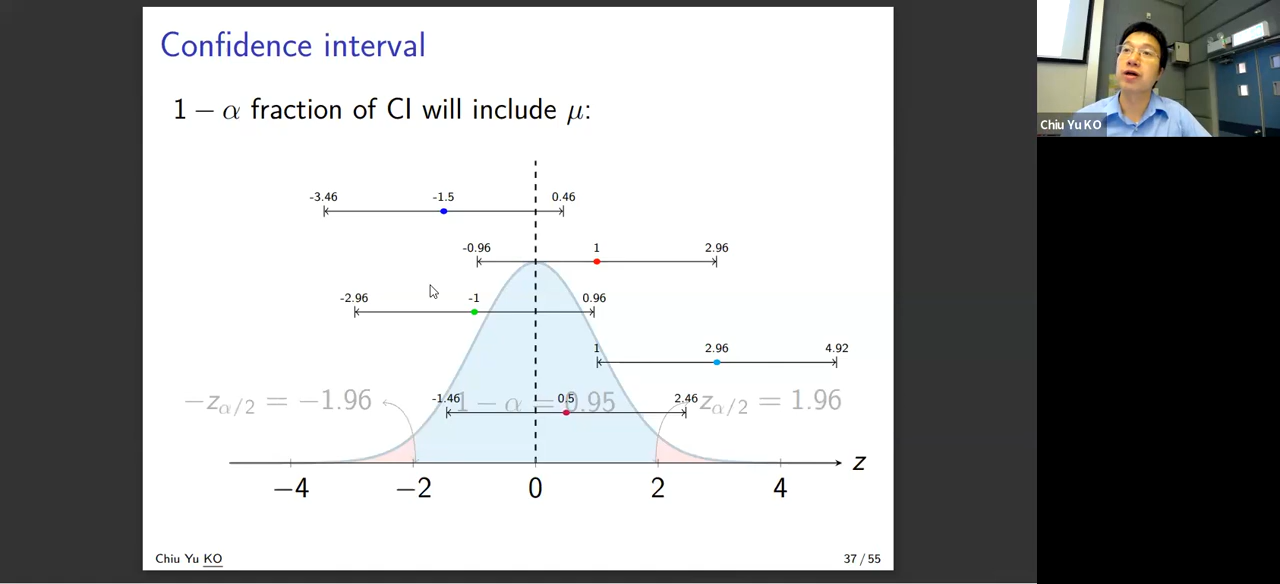 Confidence interval
1 − α fraction of CI will include μ:
-3.46 -1.5 0.46
-0.96 1 2.96
-2.96 -1 0.96
1 2.96 4.92
-1.46 0.5 2.46
−zα/2 = −1.96 1 − α = 0.95 zα/2 = 1.96
z
−4 −2 0 2 4
Chiu Yu KO 37 / 55
Chiu Yu KO